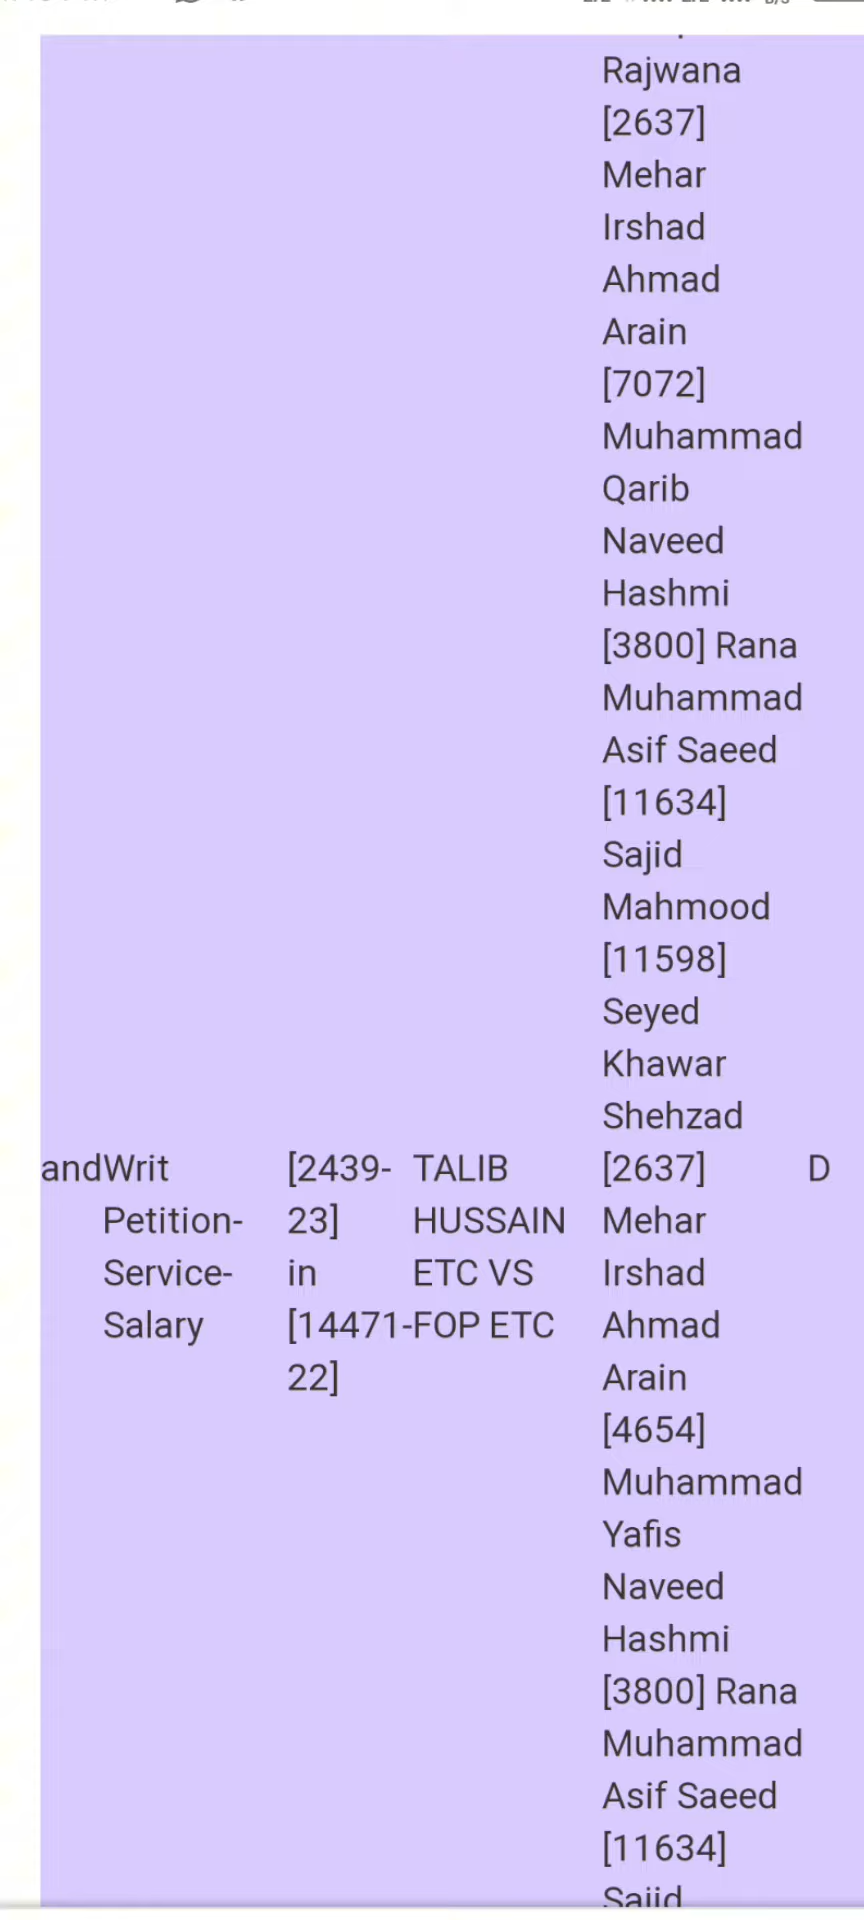 Rajwana
[2637]
Mehar
Irshad
Ahmad
Arain
[7072]
Muhammad
Qarib
Naveed
Hashmi
[3800] Rana
Muhammad
Asif Saeed
[11634]
Sajid
Mahmood
[11598]
Seyed
Khawar
Shehzad
andWrit [2439- TALIB [2637] D
Petition- 23] HUSSAIN Mehar
Service- in ETC VS Irshad
Salary [14471-FOP ETC Ahmad
22] Arain
[4654]
Muhammad
Yafis
Naveed
Hashmi
[3800] Rana
Muhammad
Asif Saeed
[11634]
Sajid